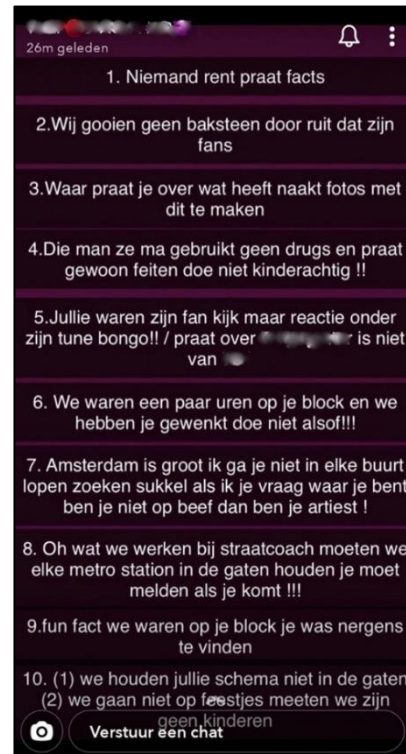 26m geleden
1. Niemand rent praat facts
2.Wij gooien geen baksteen door ruit dat zijn
fans
3.Waar praat je over wat heeft naakt fotos met
dit te maken
4.Die man ze ma gebruikt geen drugs en praat
gewoon feiten doe niet kinderachtig !!
5.Jullie waren zijn fan kijk maar reactie onder
zijn tune bongo!! / praat over is niet
van
6. We waren een paar uren op je block en we
hebben je gewenkt doe niet alsof!!!
7. Amsterdam is groot ik ga je niet in elke buurt
lopen zoeken sukkel als ik je vraag waar je bent
ben je niet op beef dan ben je artiest !
8. Oh wat we werken bij straatcoach moeten we
elke metro station in de gaten houden je moet
melden als je komt !!!
9.fun fact we waren op je block je was nergens
te vinden
10. (1) we houden jullie schema niet in de gaten
(2) we gaan niet op feestjes meeten we zijn
geen kinderen
Verstuur een chat